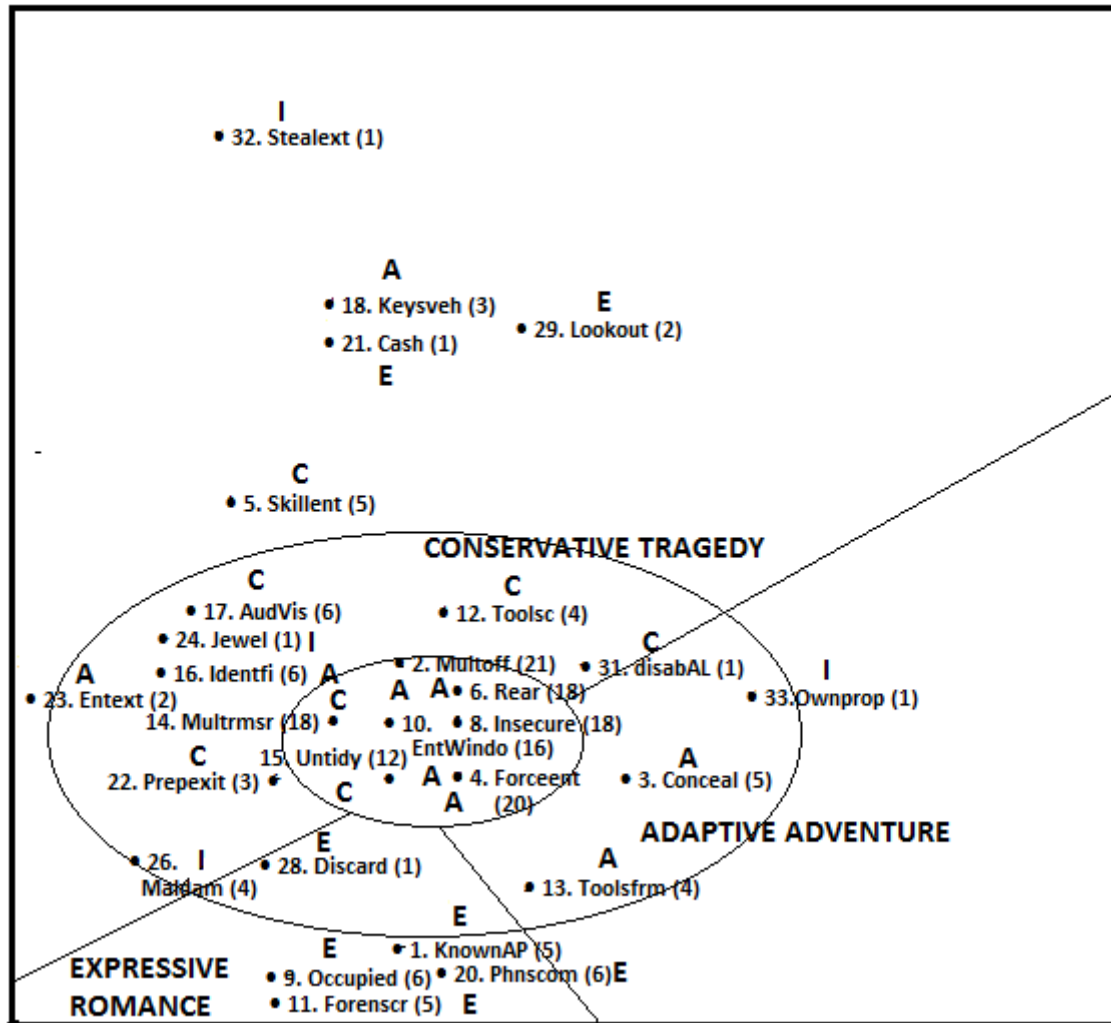 I
32. Stealext (1)
A
18. Keysveh (3)
E
29. Lookout (2)
21. Cash (1)
E
C
5. Skillent (5)
CONSERVATIVE TRAGEDY
C
17. AudVis (6)
C
12. Toolsc (4)
24. Jewel (1) I
C
2. Multoff (21)
31. disabAL (1)
I
16. Identfi (6) A
A
23. Entext (2)
A A
6. Rear (18)
33.Ownprop (1)
C
14. Multrmsr (18)
10.
EntWindo (16)
8. Insecure (18)
C
15. Untidy (12)
A
22. Prepexit (3)
A
4. Forceent
(20)
3. Conceal (5)
C
A
ADAPTIVE ADVENTURE
E
26. I
Maldam (4)
28. Discard (1)
A
13. Toolsfrm (4)
E
E
1. KnownAP (5)
EXPRESSIVE
ROMANCE
9. Occupied (6)
20. Phnscom (6)E
11. Forenscr (5)
E